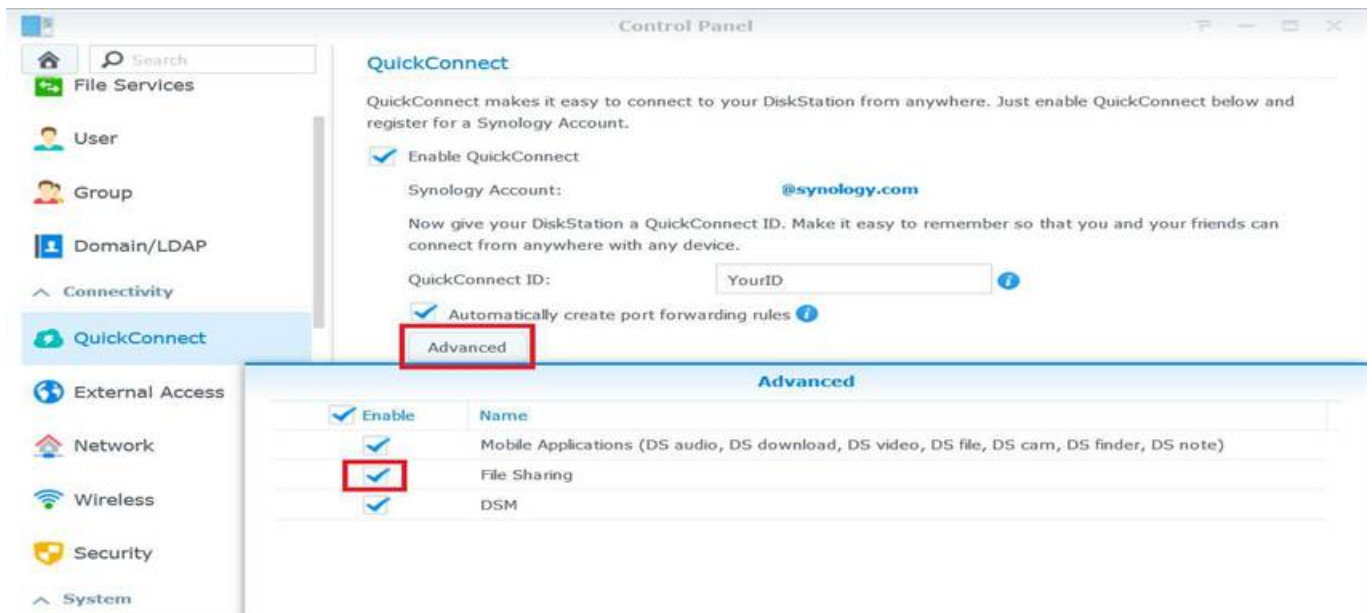 Control Panel
Search
File Services
User
Group
Domain/LDAP
Connectivity
QuickConnect
External Access
Network
Wireless
Security
System
QuickConnect
QuickConnect makes it easy to connect to your DiskStation from anywhere. Just enable QuickConnect below and
register for a Synology Account.
Enable QuickConnect
Synology Account: @synology.com
Now give your DiskStation a QuickConnect ID. Make it easy to remember so that you and your friends can
connect from anywhere with any device.
QuickConnect ID: YourID
Automatically create port forwarding rules
Advanced
Advanced
Enable Name
Mobile Applications (DS audio, DS download, DS video, DS file, DS cam, DS finder, DS note)
File Sharing
DSM